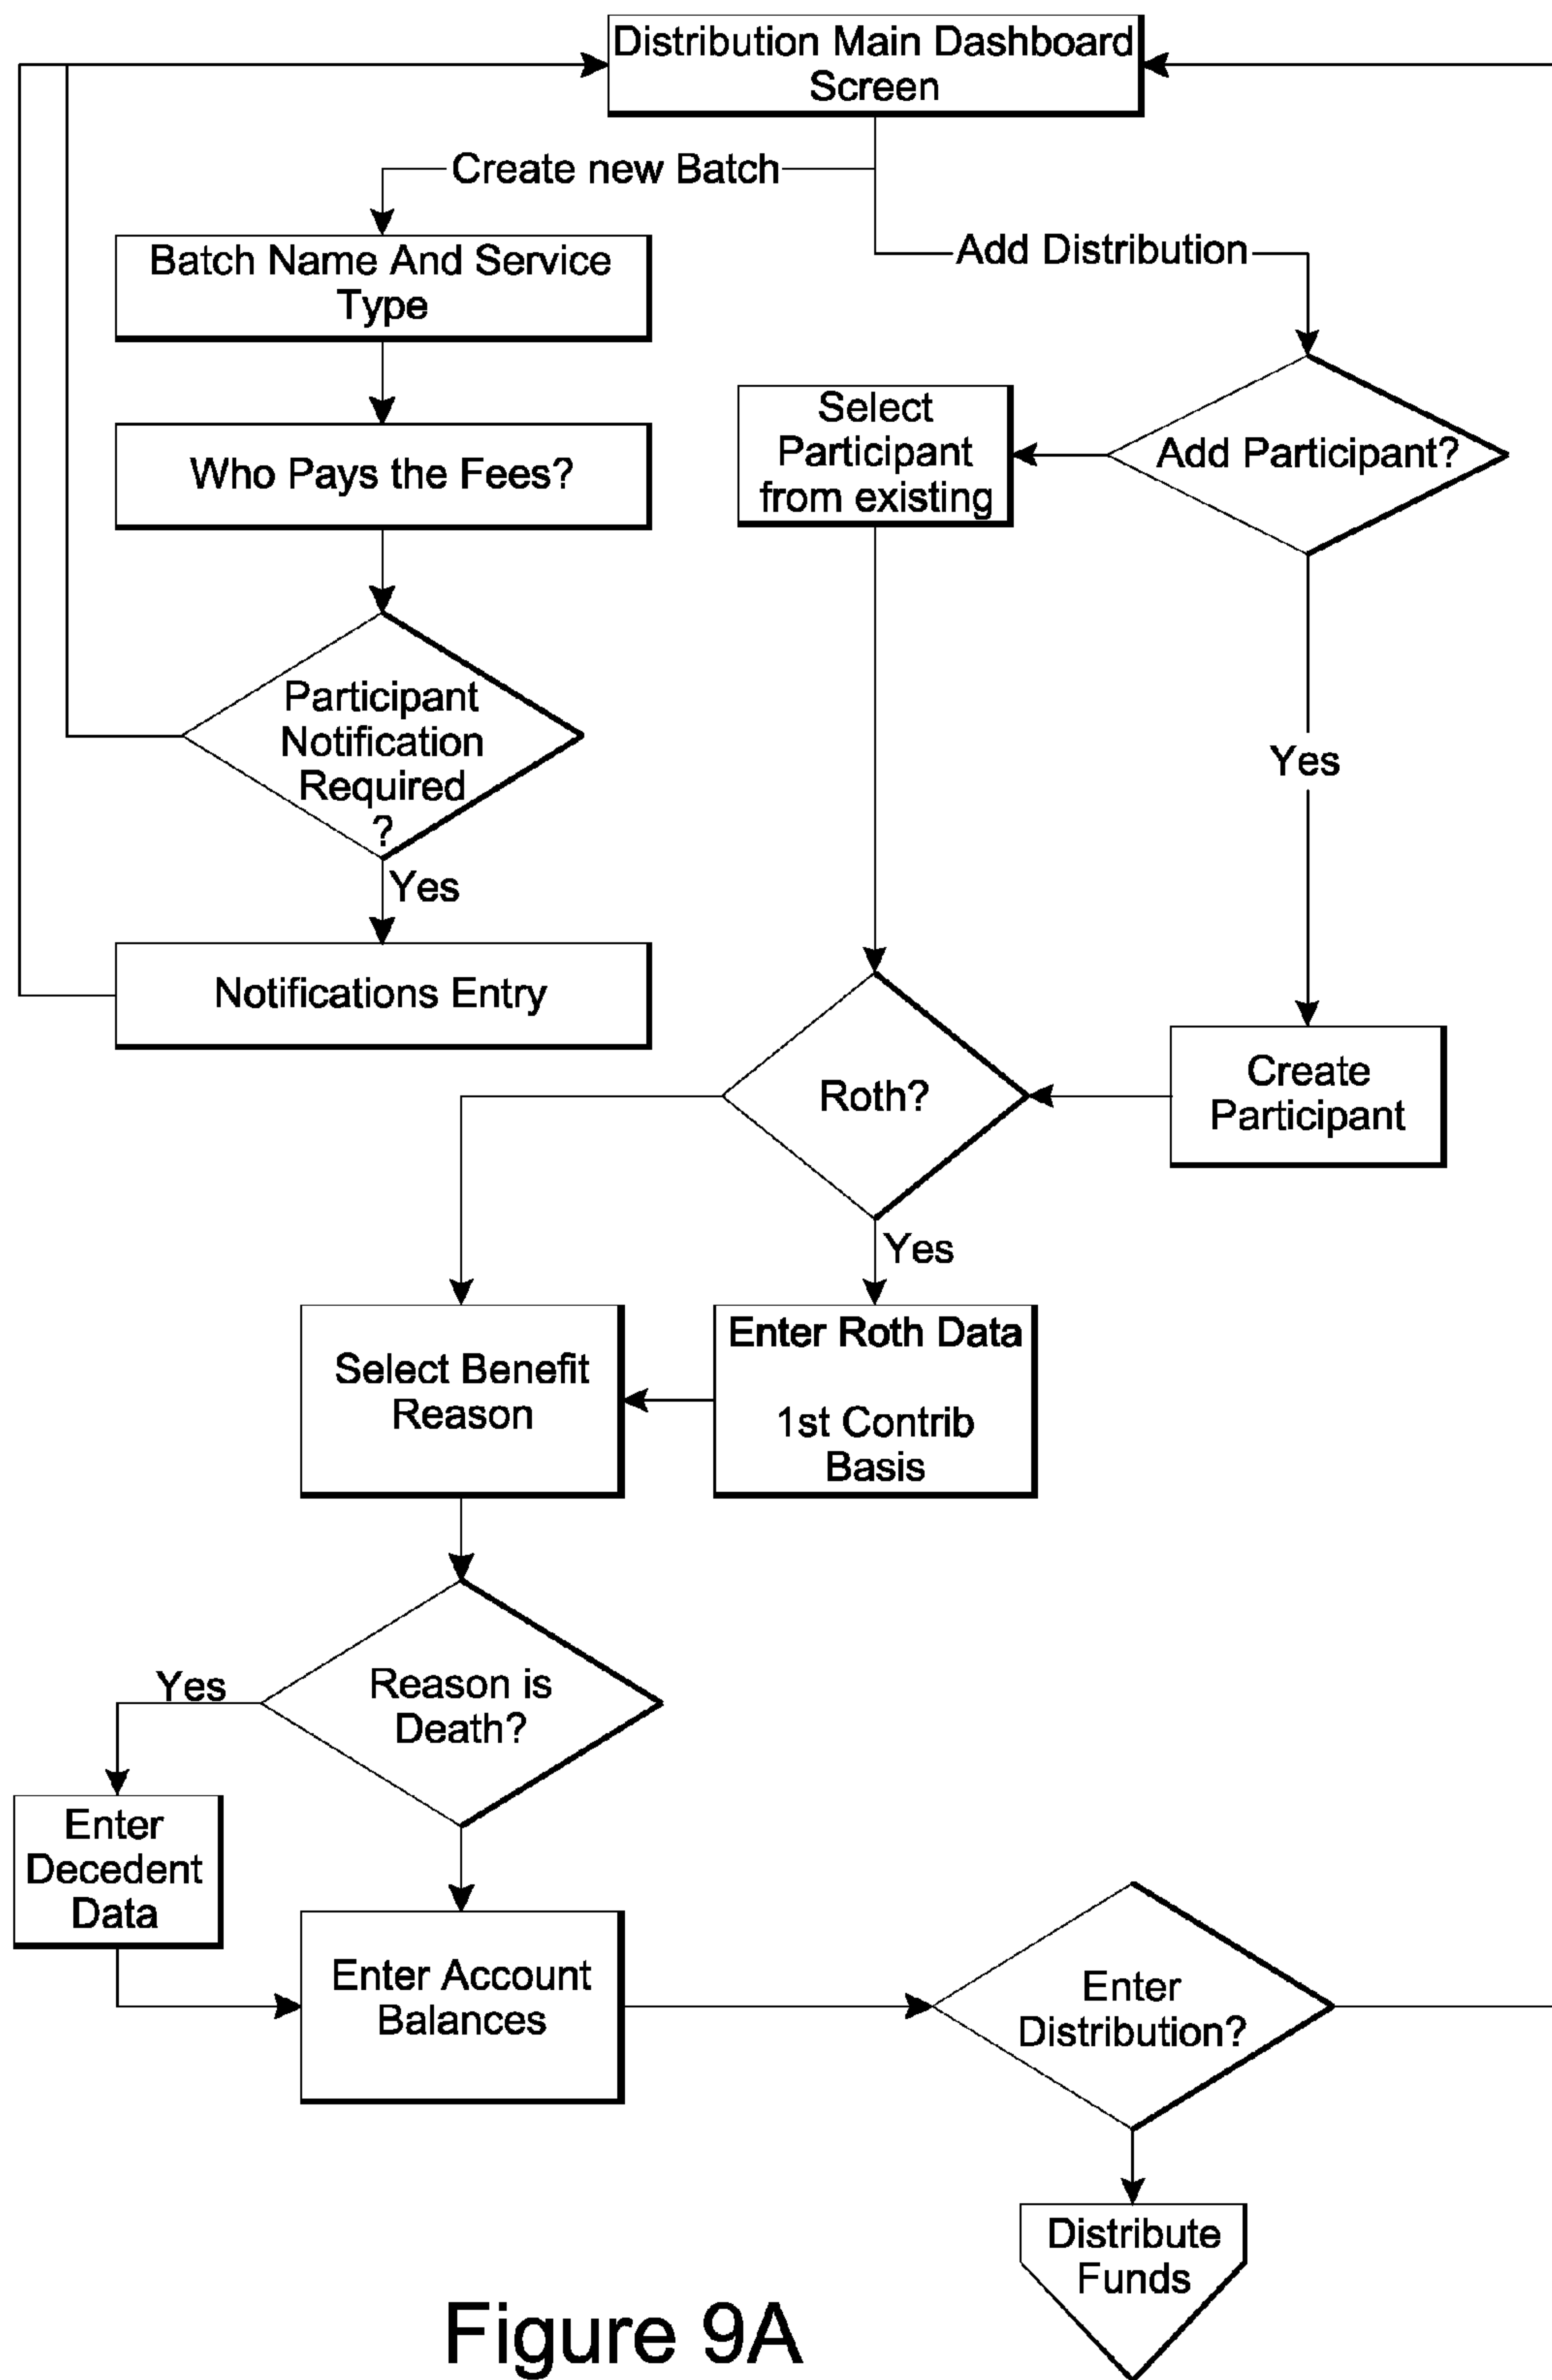 Distribution Main Dashboard
Screen
Create new Batch
Add Distribution
Batch Name And Service
Type
Who Pays the Fees?
Select
Participant
from existing
Add Participant?
Participant
Notification
Required
?
Yes
Yes
Notifications Entry
Roth?
Create
Participant
Yes
Select Benefit
Reason
Enter Roth Data
1st Contrib
Basis
Yes
Reason is
Death?
Enter
Decedent
Data
Enter Account
Balances
Enter
Distribution?
Distribute
Funds
Figure 9A